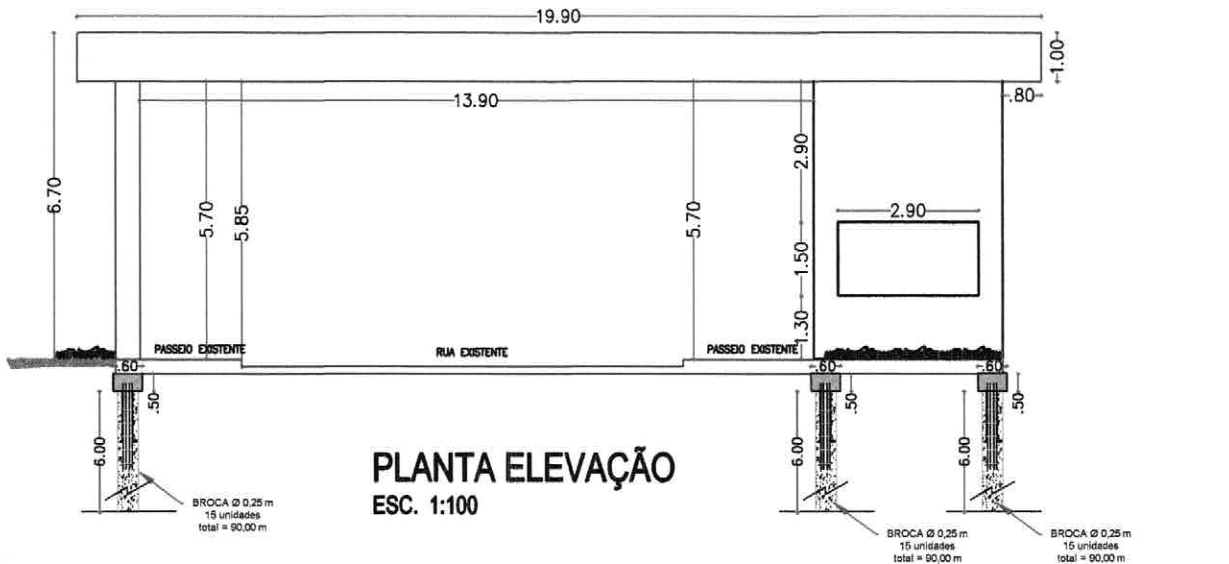 19.90
1.00
.80
13.90
6.70
5.70
5.85
5.70
2.90
2.90
1.50
1.30
PASSEIO EXISTENTE
RUA EXISTENTE
PASSEIO EXISTENTE
.60
.60
.60
.50
.50
.50
6.00
6.00
6.00
PLANTA ELEVAÇÃO
ESC. 1:100
BROCA Ø 0,25 m
15 unidades
total = 90,00 m
BROCA Ø 0,25 m
15 unidades
total = 90,00 m
BROCA Ø 0,25 m
15 unidades
total = 90,00 m